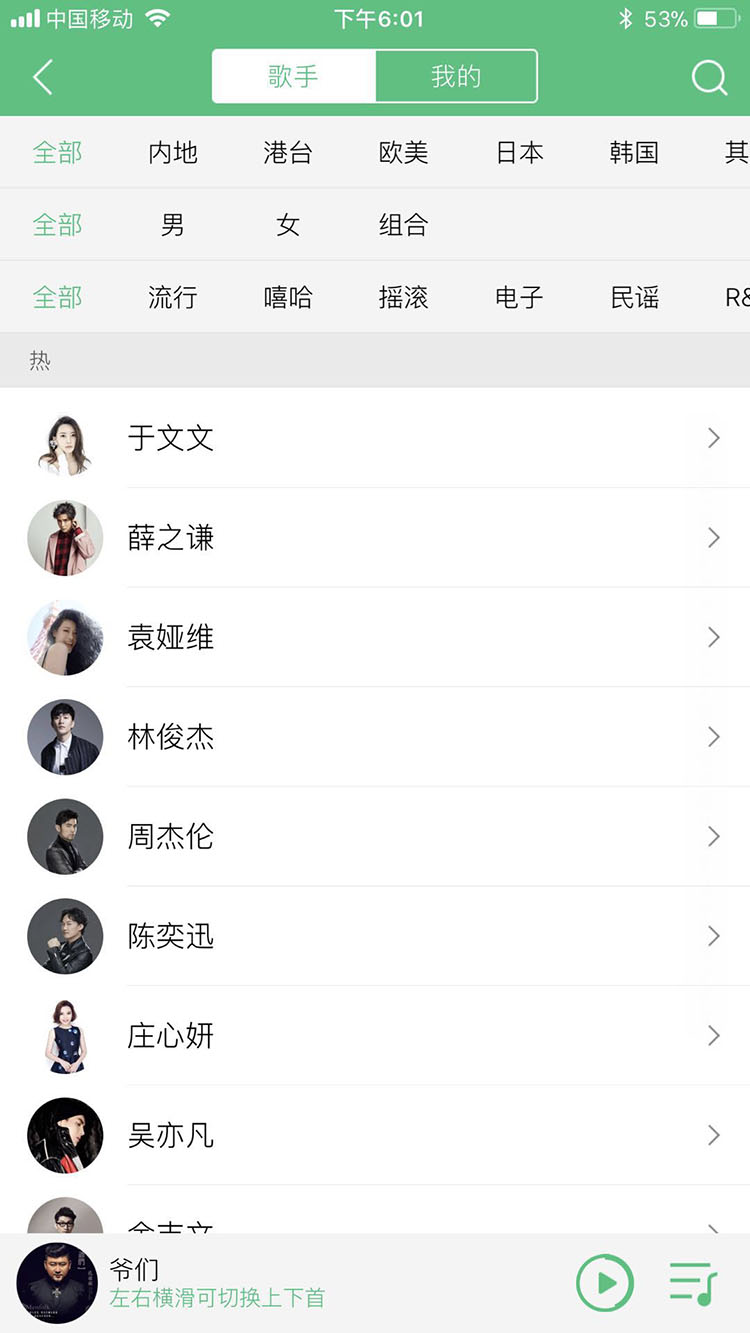 中国移动 下午6:01 53%
歌手 我的
全部 内地 港台 欧美 日本 韩国 其
全部 男 女 组合
全部 流行 嘻哈 摇滚 电子 民谣 R&
热
于文文
薛之谦
袁娅维
林俊杰
周杰伦
陈奕迅
庄心妍
吴亦凡
爷们
左右横滑可切换上下首